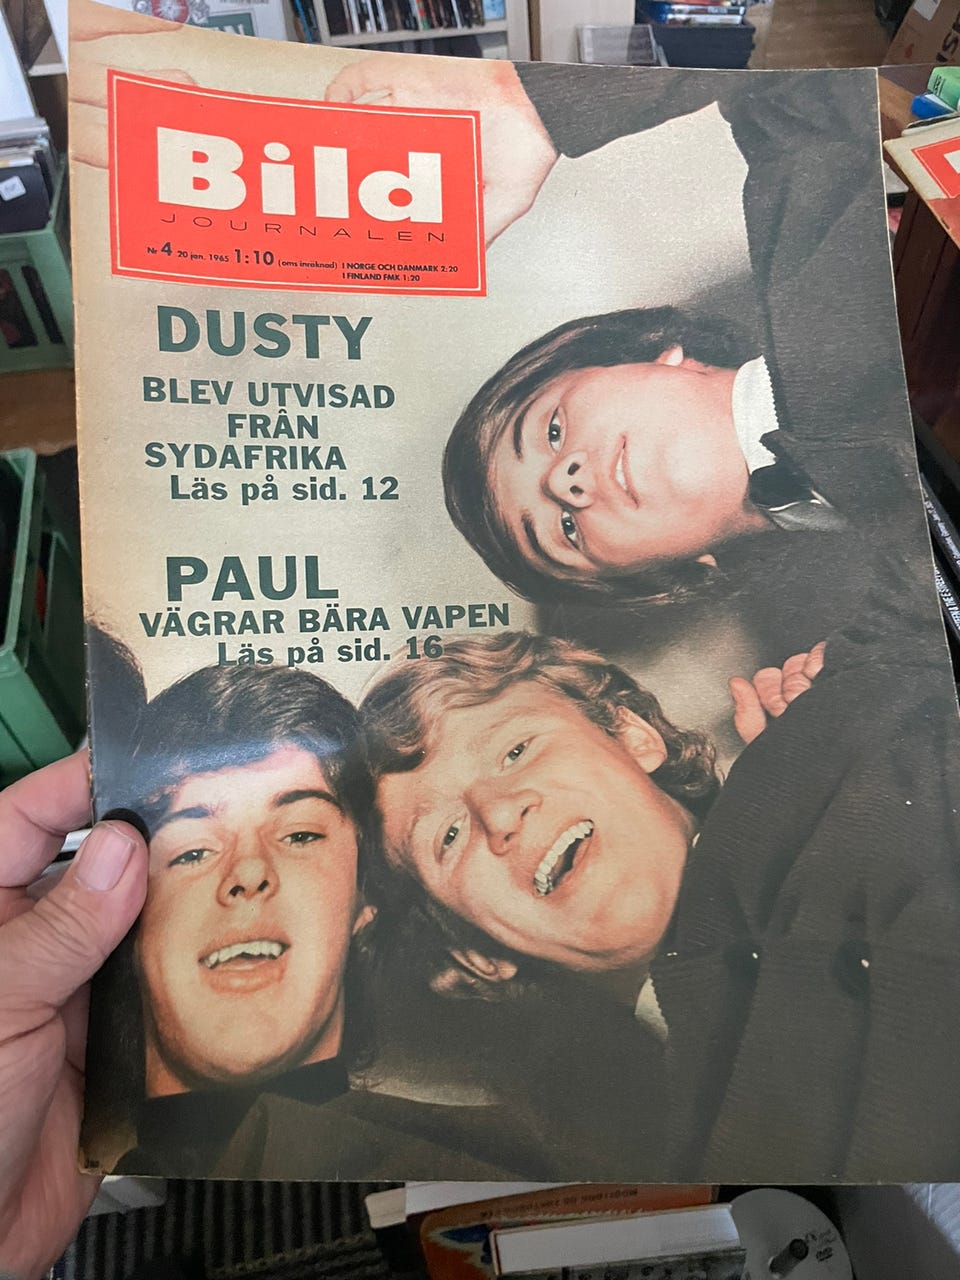 Bild
JOURNALEN
Nr 4 20 jan. 1965 1:10 (oms inräknad) I NORGE OCH DANMARK 2:20
I FINLAND FMK 1:20
DUSTY
BLEV UTVISAD
FRÅN
SYDAFRIKA
Läs på sid. 12
PAUL
VÄGRAR BÄRA VAPEN
Läs på sid. 16